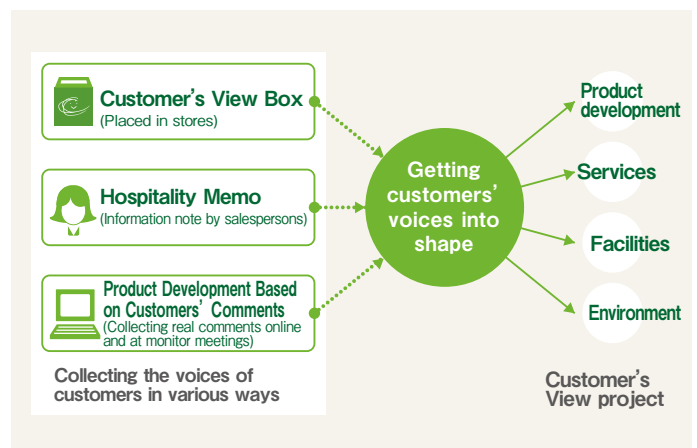 Customer's View Box
(Placed in stores)
Hospitality Memo
(Information note by salespersons)
Product Development Based
on Customers' Comments
(Collecting real comments online
and at monitor meetings)
Collecting the voices of
customers in various ways
Getting
customers'
voices into
shape
Product
development
Services
Facilities
Environment
Customer's
View project